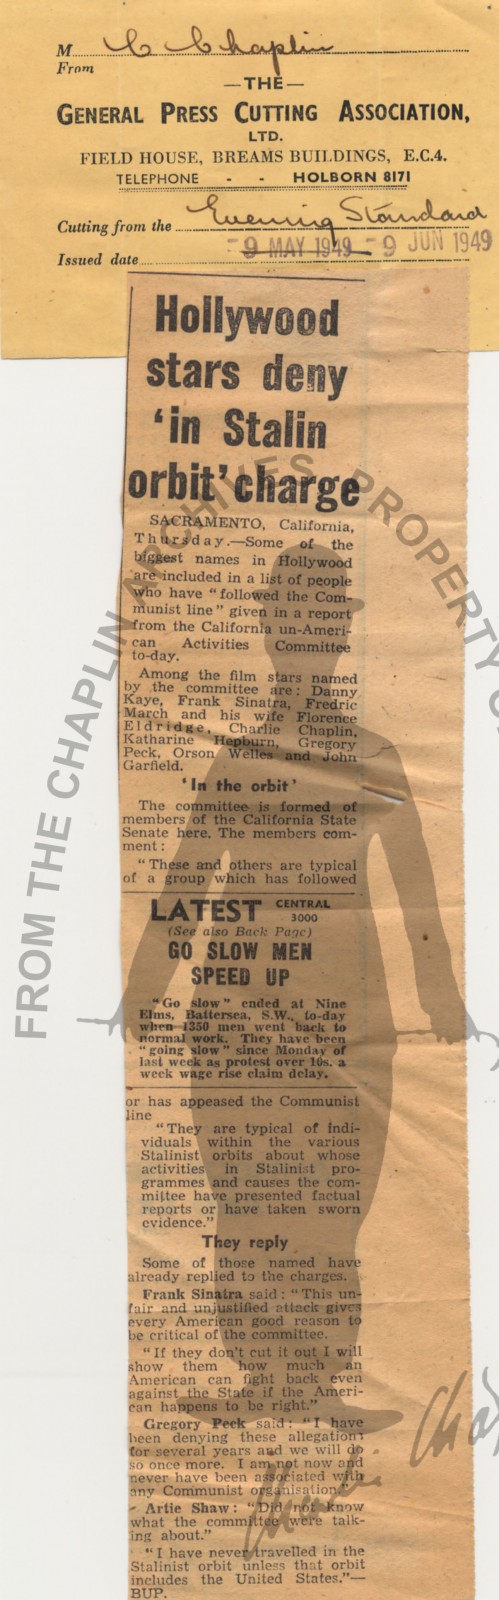 M C Chaplin
From
—THE—
GENERAL PRESS CUTTING ASSOCIATION,
LTD.
FIELD HOUSE, BREAMS BUILDINGS, E.C.4.
TELEPHONE - - HOLBORN 8171
Cutting from the Evening Standard
Issued date -9 MAY 1949 -9 JUN 1949
Hollywood
stars deny
‘in Stalin
orbit’ charge
SACRAMENTO, California,
Thursday.—Some of the
biggest names in Hollywood
are included in a list of people
who have “followed the Com-
munist line” given in a report
from the California un-Ameri-
can Activities Committee
to-day.
Among the film stars named
by the committee are: Danny
Kaye, Frank Sinatra, Fredric
March and his wife Florence
Eldridge, Charlie Chaplin,
Katharine Hepburn, Gregory
Peck, Orson Welles and John
Garfield.
‘In the orbit’
The committee is formed of
members of the California State
Senate here. The members com-
ment:
“These and others are typical
of a group which has followed
LATEST CENTRAL
3000
(See also Back Page)
GO SLOW MEN
SPEED UP
“Go slow” ended at Nine
Elms, Battersea, S.W., to-day
when 1350 men went back to
normal work. They have been
“going slow” since Monday of
last week as protest over 10s. a
week wage rise claim delay.
or has appeased the Communist
line
“They are typical of indi-
viduals within the various
Stalinist orbits about whose
activities in Stalinist pro-
grammes and causes the com-
mittee have presented factual
reports or have taken sworn
evidence.”
They reply
Some of those named have
already replied to the charges.
Frank Sinatra said: “This un-
fair and unjustified attack gives
every American good reason to
be critical of the committee.
“If they don't cut it out I will
show them how much an
American can fight back even
against the State if the Ameri-
can happens to be right.”
Gregory Peck said: “I have
been denying these allegations
for several years and we will do
so once more. I am not now and
never have been associated with
any Communist organisation.”
Artie Shaw: “Did not know
what the committee were talk-
ing about.”
“I have never travelled in the
Stalinist orbit unless that orbit
includes the United States.”—
BUP.
FROM THE CHAPLIN ARCHIVES PROPERTY
Charlie Chap